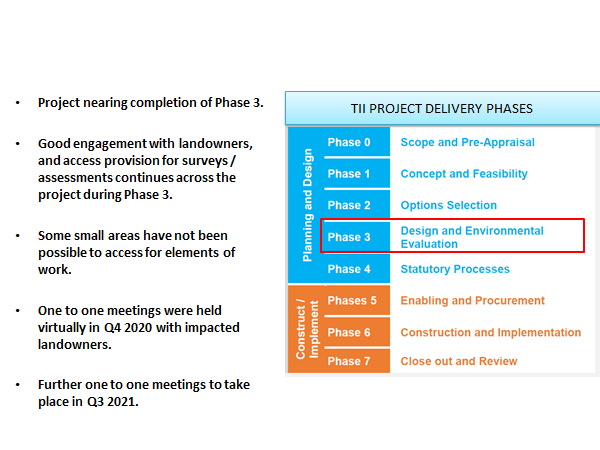 • Project nearing completion of Phase 3.
• Good engagement with landowners,
and access provision for surveys /
assessments continues across the
project during Phase 3.
• Some small areas have not been
possible to access for elements of
work.
• One to one meetings were held
virtually in Q4 2020 with impacted
landowners.
• Further one to one meetings to take
place in Q3 2021.
TII PROJECT DELIVERY PHASES
Planning and Design
Phase 0 Scope and Pre-Appraisal
Phase 1 Concept and Feasibility
Phase 2 Options Selection
Phase 3 Design and Environmental
Evaluation
Phase 4 Statutory Processes
Construct /
Implement
Phases 5 Enabling and Procurement
Phase 6 Construction and Implementation
Phase 7 Close out and Review